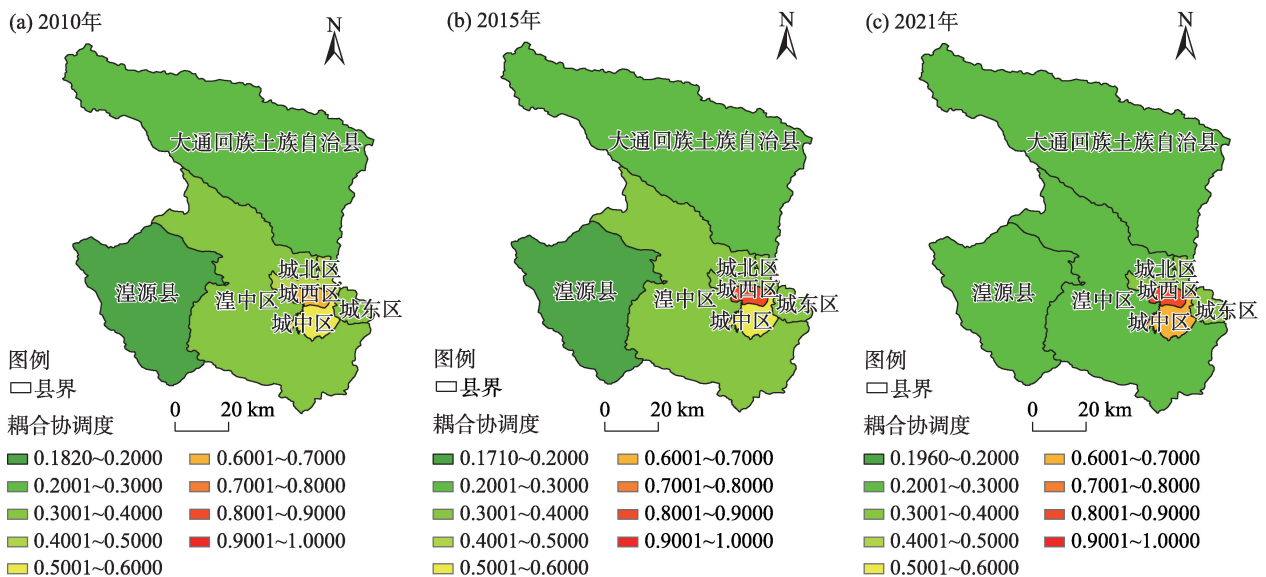 (a) 2010年
N
大通回族土族自治县
城北区
湟源县
城西区
湟中区
城东区
城中区
图例
县界
0 20 km
耦合协调度
0.1820~0.2000
0.6001~0.7000
0.2001~0.3000
0.7001~0.8000
0.3001~0.4000
0.8001~0.9000
0.4001~0.5000
0.9001~1.0000
0.5001~0.6000
(b) 2015年
N
大通回族土族自治县
城北区
湟源县
城西区
湟中区
城东区
城中区
图例
县界
0 20 km
耦合协调度
0.1710~0.2000
0.6001~0.7000
0.2001~0.3000
0.7001~0.8000
0.3001~0.4000
0.8001~0.9000
0.4001~0.5000
0.9001~1.0000
0.5001~0.6000
(c) 2021年
N
大通回族土族自治县
城北区
湟源县
城西区
湟中区
城东区
城中区
图例
县界
0 20 km
耦合协调度
0.1960~0.2000
0.6001~0.7000
0.2001~0.3000
0.7001~0.8000
0.3001~0.4000
0.8001~0.9000
0.4001~0.5000
0.9001~1.0000
0.5001~0.6000